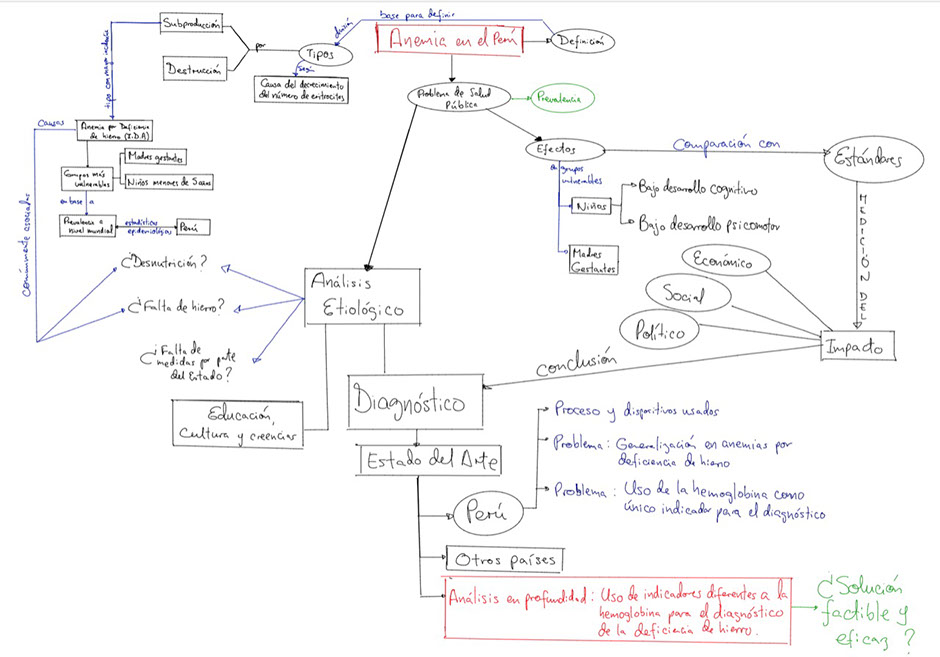 Anemia en el Perú
base para definir
Definición
división
Tipos
por
Subproducción
Destrucción
según
Causa del decrecimiento
del número de eritrocitos
tipo con mayor incidencia
Problema de Salud
Pública
Prevalencia
Causas
Anemia por Deficiencia
de hierro (I.D.A)
Grupos más
vulnerables
Madres gestantes
Niños menores de 5 años
en base a
Prevalencia a
nivel mundial
estadísticas
epidemiológicas
Perú
comúnmente asociadas
Efectos
Comparación con
Estándares
en grupos
vulnerables
Niños
Bajo desarrollo cognitivo
Bajo desarrollo psicomotor
Madres
Gestantes
MEDICIÓN DEL
Económico
Social
Político
Impacto
Conclusión
¿Desnutrición?
¿Falta de hierro?
¿Falta de
medidas por parte
del Estado?
Análisis
Etiológico
Educación,
Cultura y creencias
Diagnóstico
Estado del Arte
Perú
Proceso y dispositivos usados
Problema: Generalización en anemias por
deficiencia de hierro
Problema: Uso de la hemoglobina como
único indicador para el diagnóstico
Otros países
Análisis en profundidad: Uso de indicadores diferentes a la
hemoglobina para el diagnóstico
de la deficiencia de hierro.
¿Solución
factible y
eficaz?